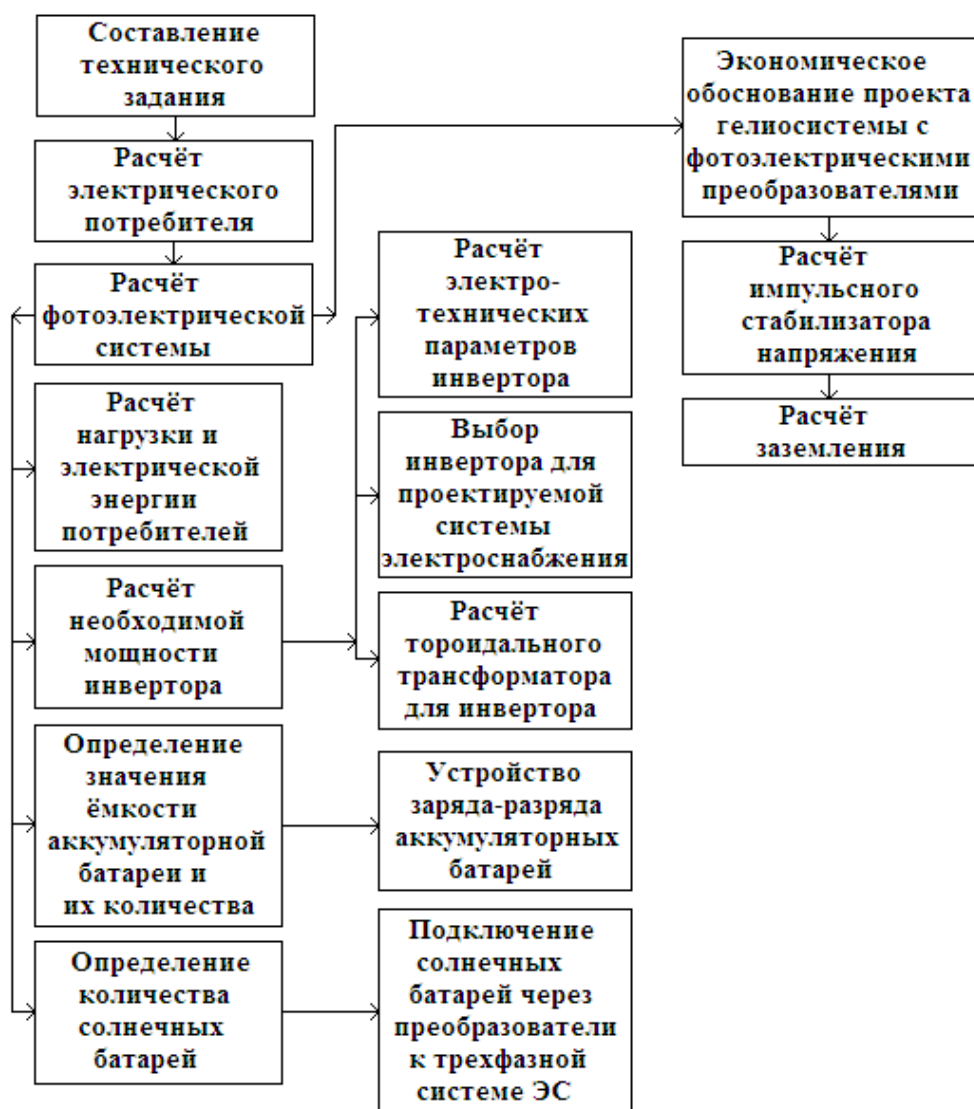 Составление
технического
задания
Расчёт
электрического
потребителя
Расчёт
фотоэлектрической
системы
Расчёт
нагрузки и
электрической
энергии
потребителей
Расчёт
необходимой
мощности
инвертора
Определение
значения
ёмкости
аккумуляторной
батареи и
их количества
Определение
количества
солнечных
батарей
Расчёт
электро-
технических
параметров
инвертора
Выбор
инвертора для
проектируемой
системы
электроснабжения
Расчёт
тороидального
трансформатора
для инвертора
Устройство
заряда-разряда
аккумуляторных
батарей
Подключение
солнечных
батарей через
преобразователи
к трехфазной
системе ЭС
Экономическое
обоснование проекта
гелиосистемы с
фотоэлектрическими
преобразователями
Расчёт
импульсного
стабилизатора
напряжения
Расчёт
заземления